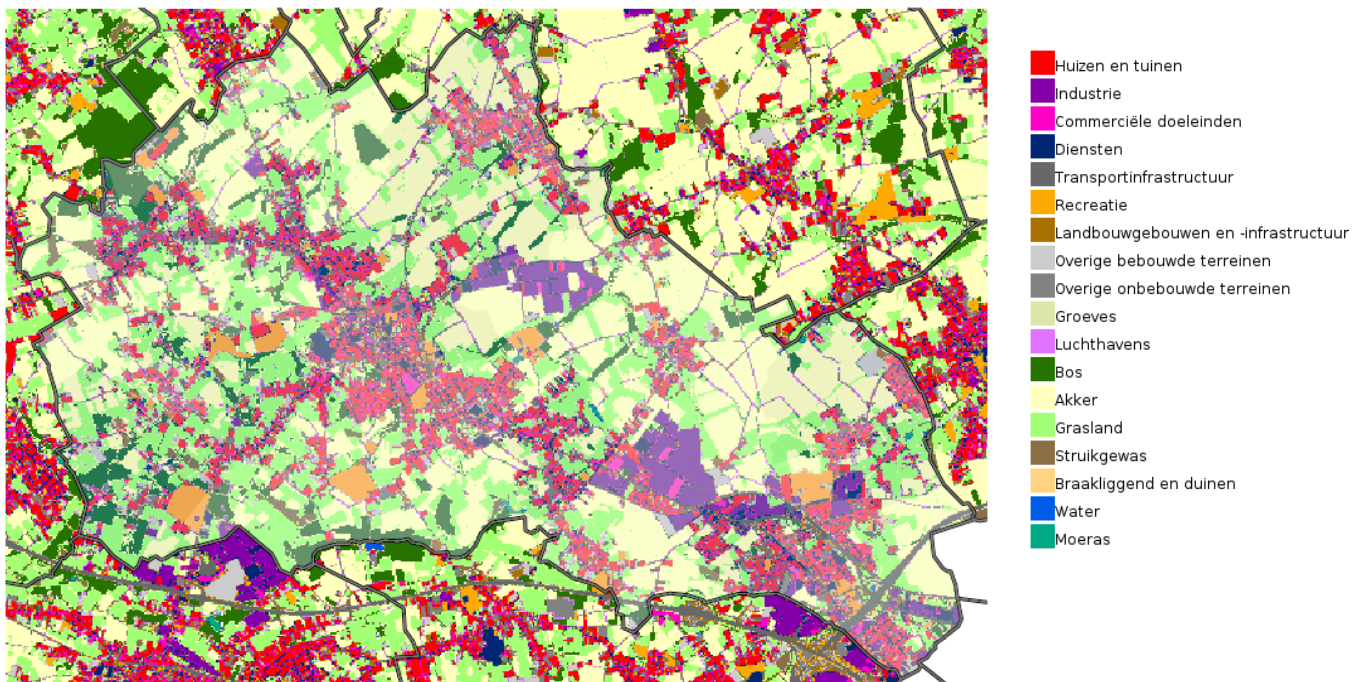 Huizen en tuinen
Industrie
Commerciële doeleinden
Diensten
Transportinfrastructuur
Recreatie
Landbouwgebouwen en -infrastructuur
Overige bebouwde terreinen
Overige onbebouwde terreinen
Groeves
Luchthavens
Bos
Akker
Grasland
Struikgewas
Braakliggend en duinen
Water
Moeras